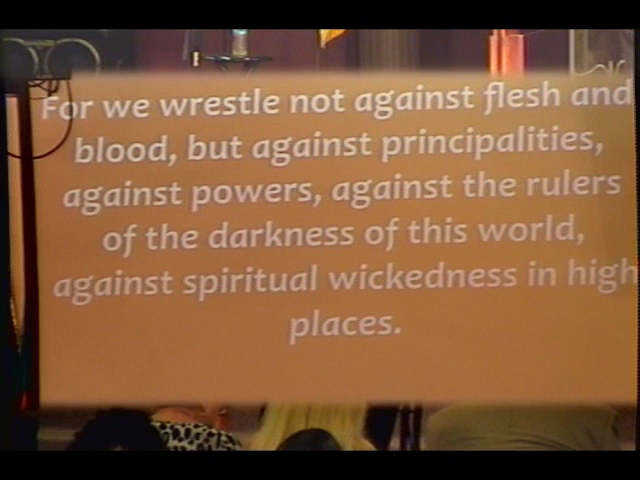 For we wrestle not against flesh and
blood, but against principalities,
against powers, against the rulers
of the darkness of this world,
against spiritual wickedness in high
places.